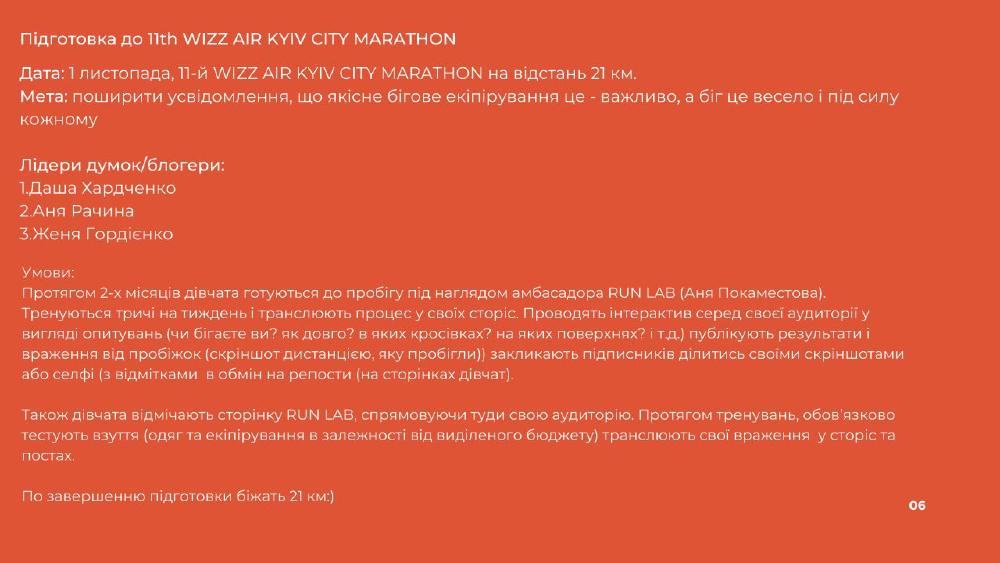 Підготовка до 11th WIZZ AIR KYIV CITY MARATHON
Дата: 1 листопада, 11-й WIZZ AIR KYIV CITY MARATHON на відстань 21 км.
Мета: поширити усвідомлення, що якісне бігове екіпірування це - важливо, а біг це весело і під силу
кожному
Лідери думок/блогери:
1.Даша Хардченко
2.Аня Рачина
3.Женя Гордієнко
Умови:
Протягом 2-х місяців дівчата готуються до пробігу під наглядом амбасадора RUN LAB (Аня Покаместова).
Тренуються тричі на тиждень і транслюють процес у своїх сторіс. Проводять інтерактив серед своєї аудиторії у
вигляді опитувань (чи бігаєте ви? як довго? в яких кросівках? на яких поверхнях? і т.д.) публікують результати і
враження від пробіжок (скріншот дистанцією, яку пробігли)) закликають підписників ділитись своїми скріншотами
або селфі (з відмітками в обмін на репости (на сторінках дівчат).
Також дівчата відмічають сторінку RUN LAB, спрямовуючи туди свою аудиторію. Протягом тренувань, обов'язково
тестують взуття (одяг та екіпірування в залежності від виділеного бюджету) транслюють свої враження у сторіс та
постах.
По завершенню підготовки біжать 21 км:)
06